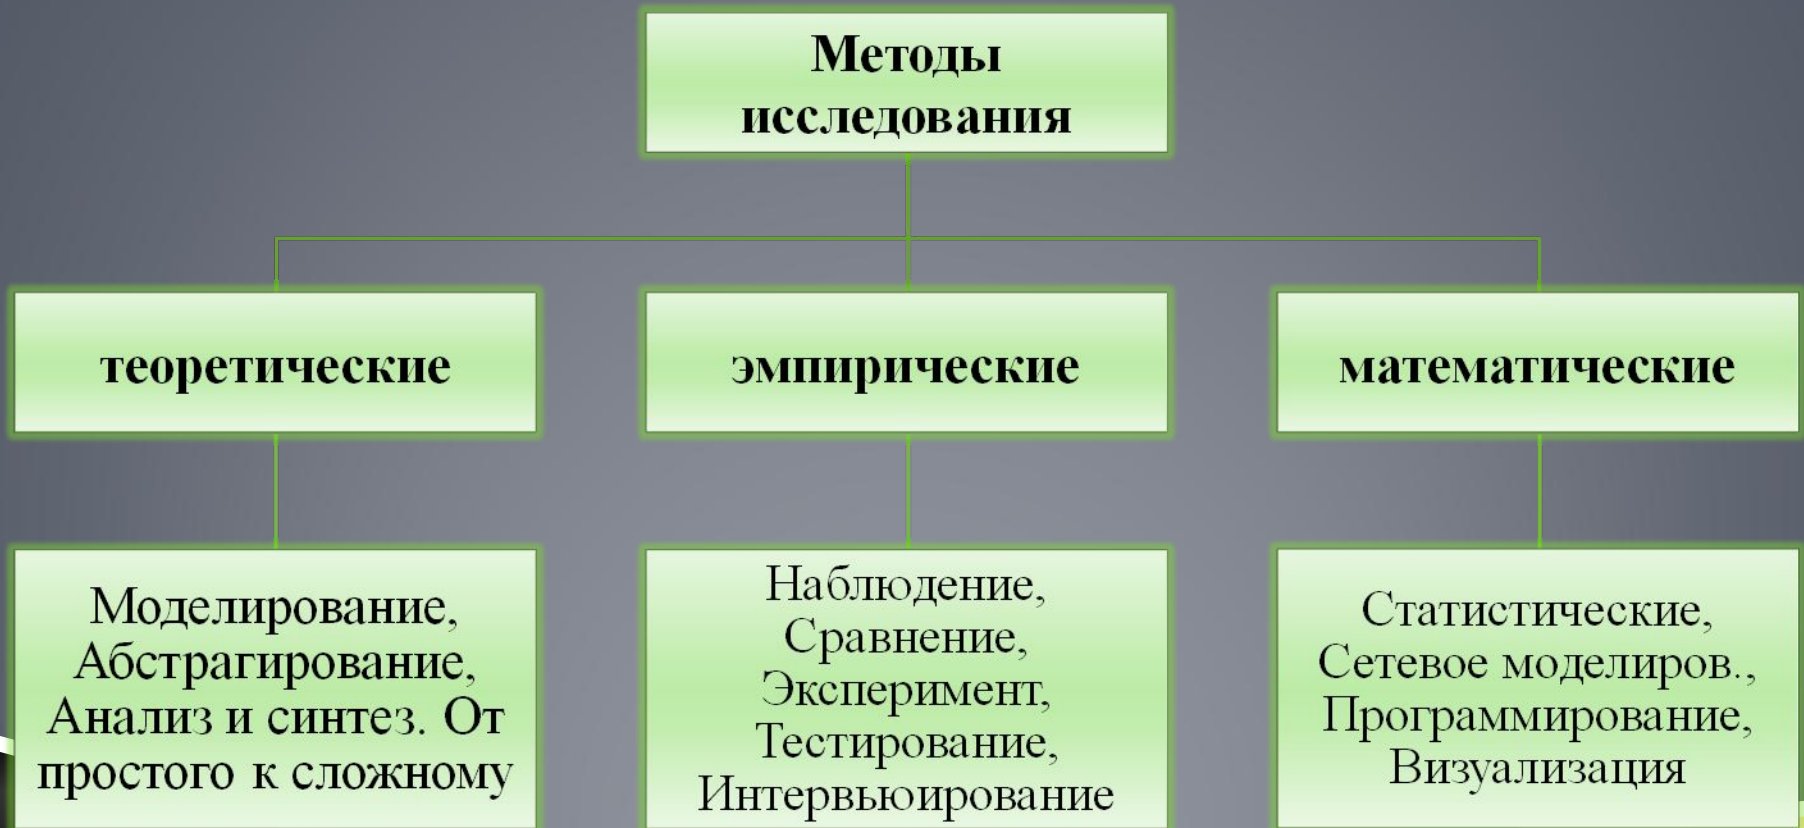 Методы
исследования
теоретические
эмпирические
математические
Моделирование,
Абстрагирование,
Анализ и синтез. От
простого к сложному
Наблюдение,
Сравнение,
Эксперимент,
Тестирование,
Интервьюирование
Статистические,
Сетевое моделиров.,
Программирование,
Визуализация